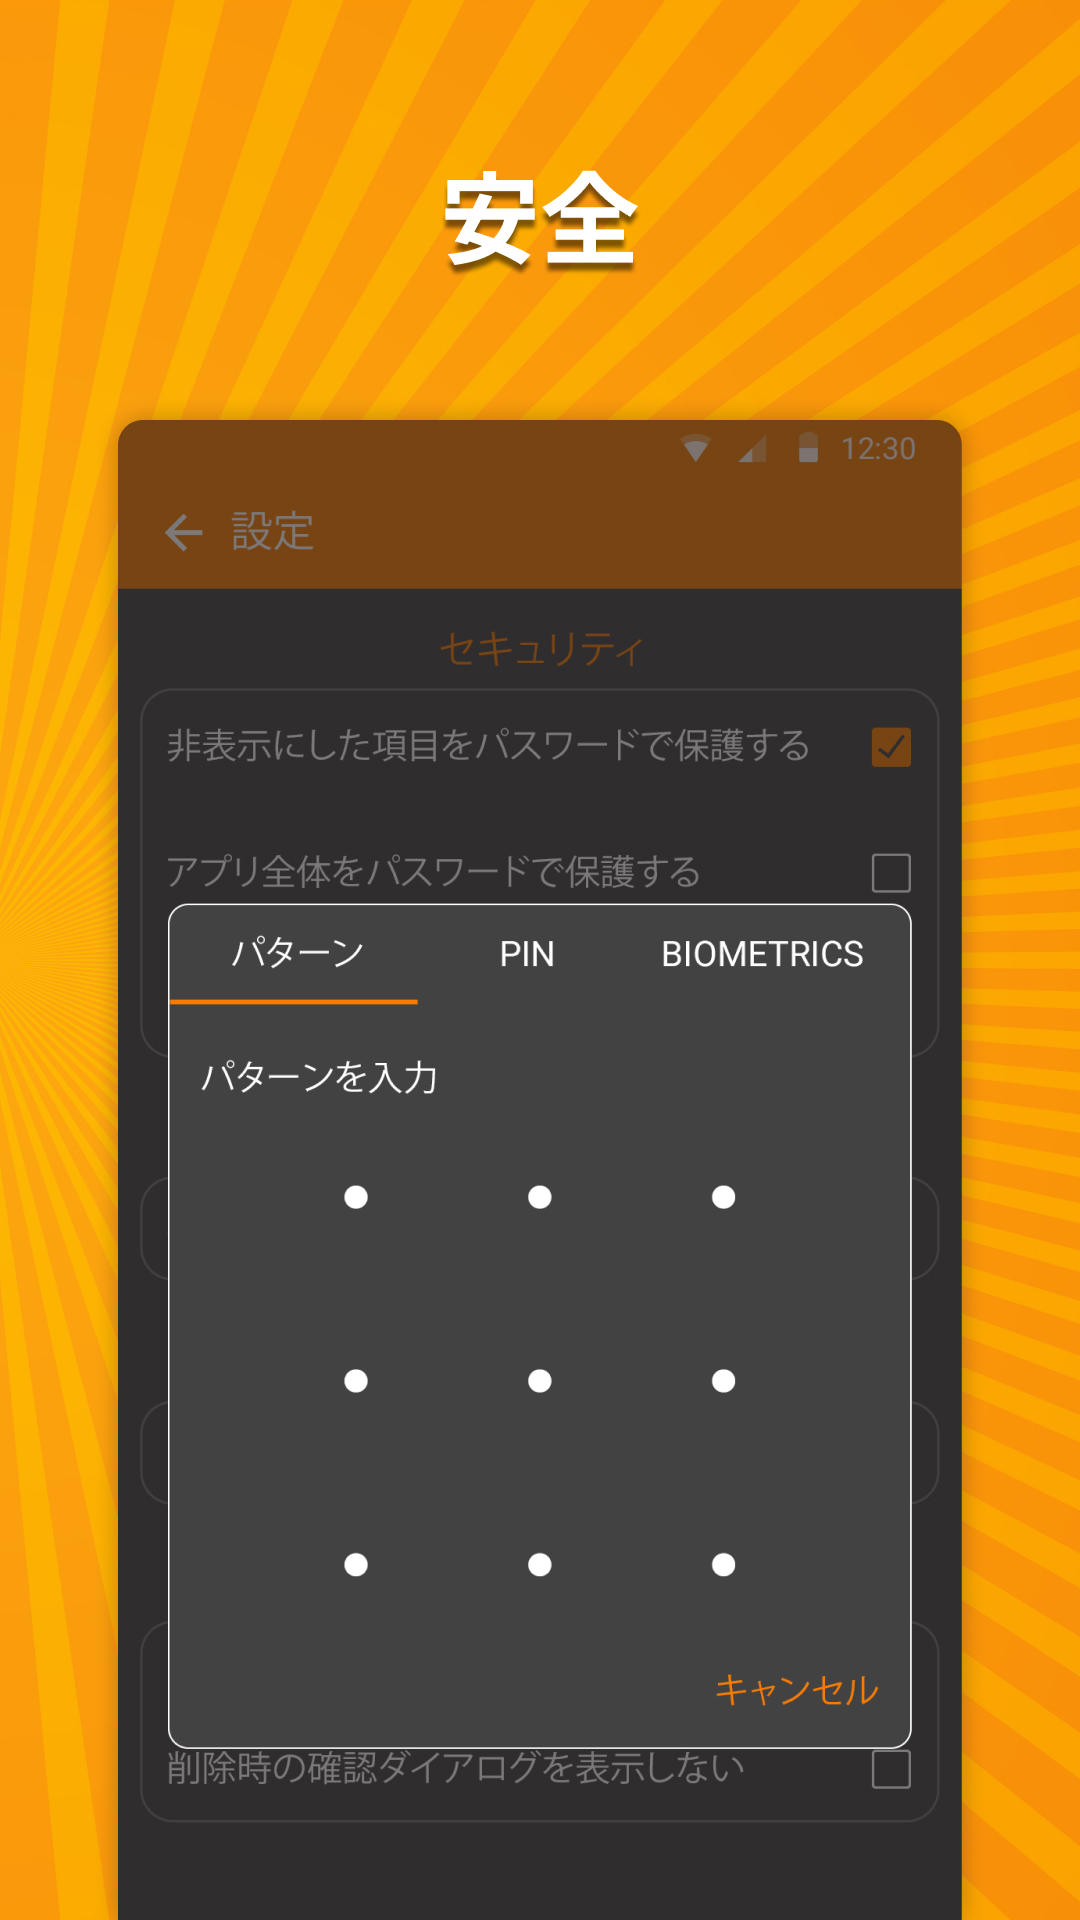 安全
12:30
設定
セキュリティ
非表示にした項目をパスワードで保護する
アプリ全体をパスワードで保護する
パターン PIN BIOMETRICS
パターンを入力
キャンセル
削除時の確認ダイアログを表示しない